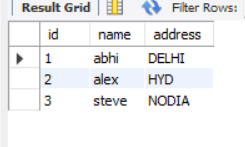 Result Grid Filter Rows:
id name address
1 abhi DELHI
2 alex HYD
3 steve NODIA